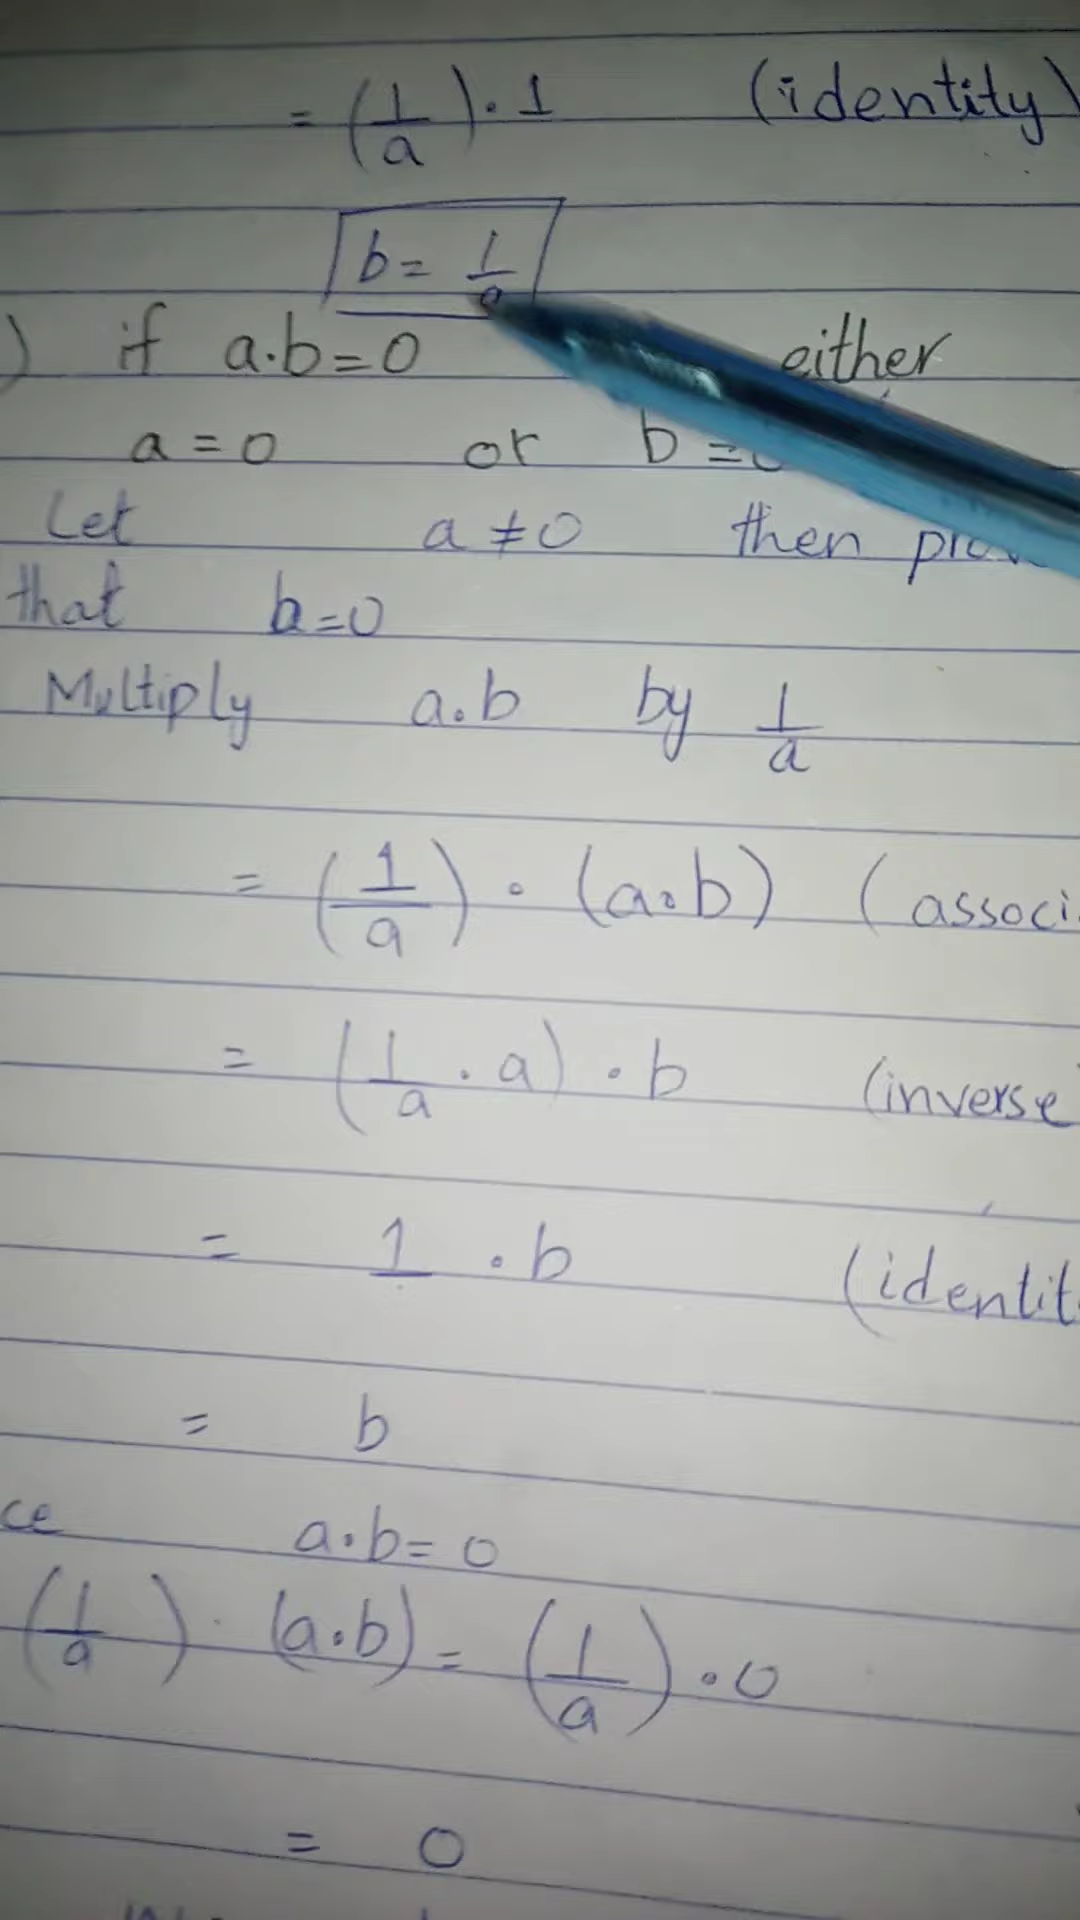 = (1/a) . 1 (identity)
b = 1/a
) if a.b=0 either
a = 0 or b =
Let a ≠ 0 then
that b=0
Multiply a.b by 1/a
= (1/a) . (a.b) (associ
= (1/a . a) . b (inverse
= 1 . b (identit
= b
ce a.b= 0
(1/a) . (a.b) = (1/a) . 0
= 0